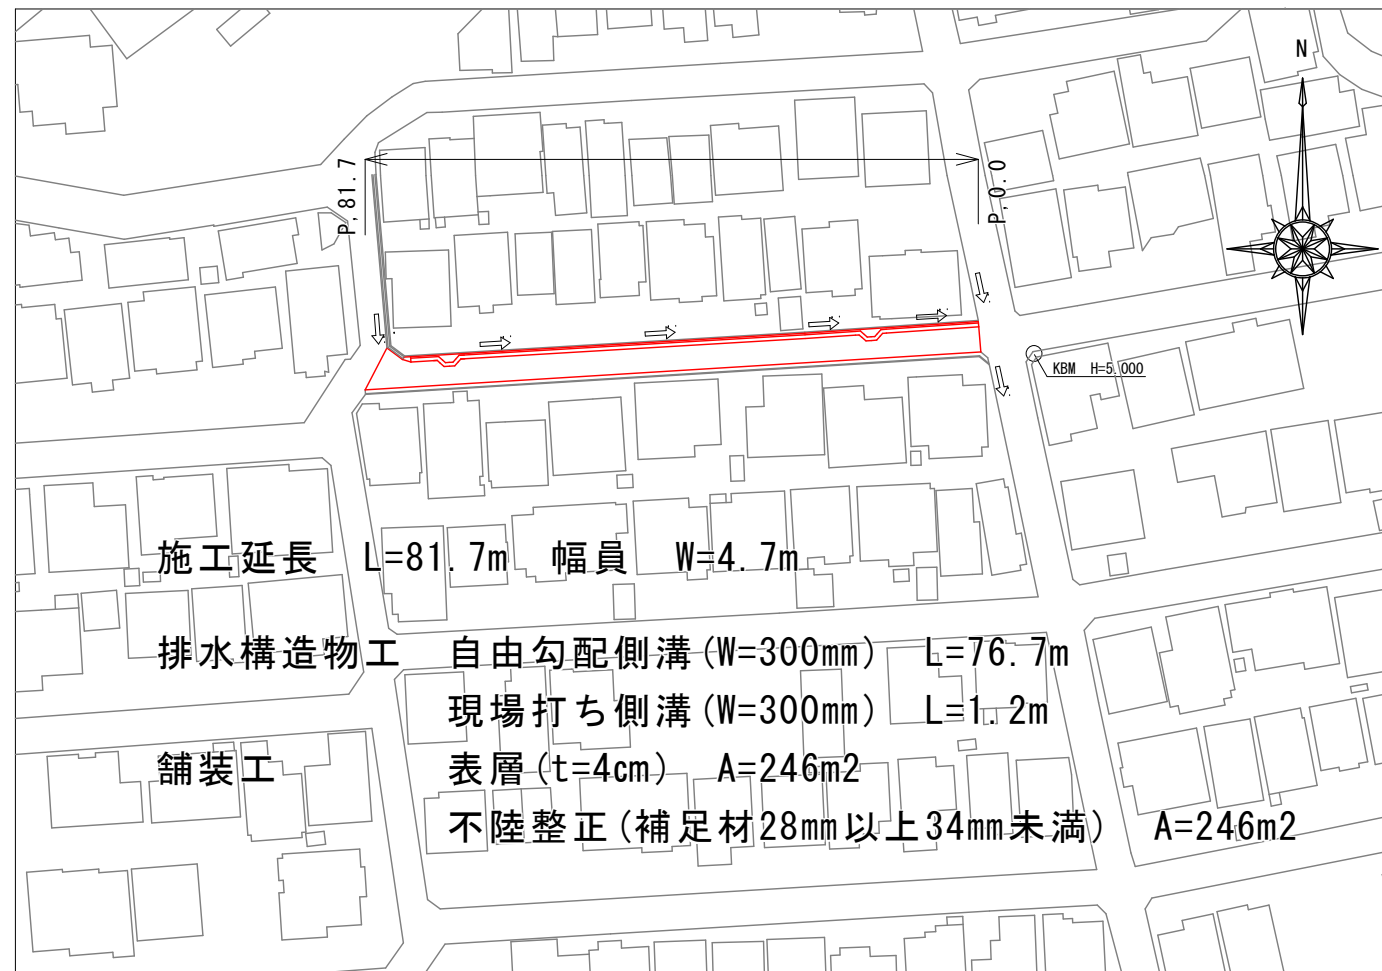 N
P,81.7
P,0.0
KBM H=5.000
施工延長 L=81.7m 幅員 W=4.7m
排水構造物工 自由勾配側溝(W=300mm) L=76.7m
現場打ち側溝(W=300mm) L=1.2m
舗装工 表層(t=4cm) A=246m2
不陸整正(補足材28mm以上34mm未満) A=246m2